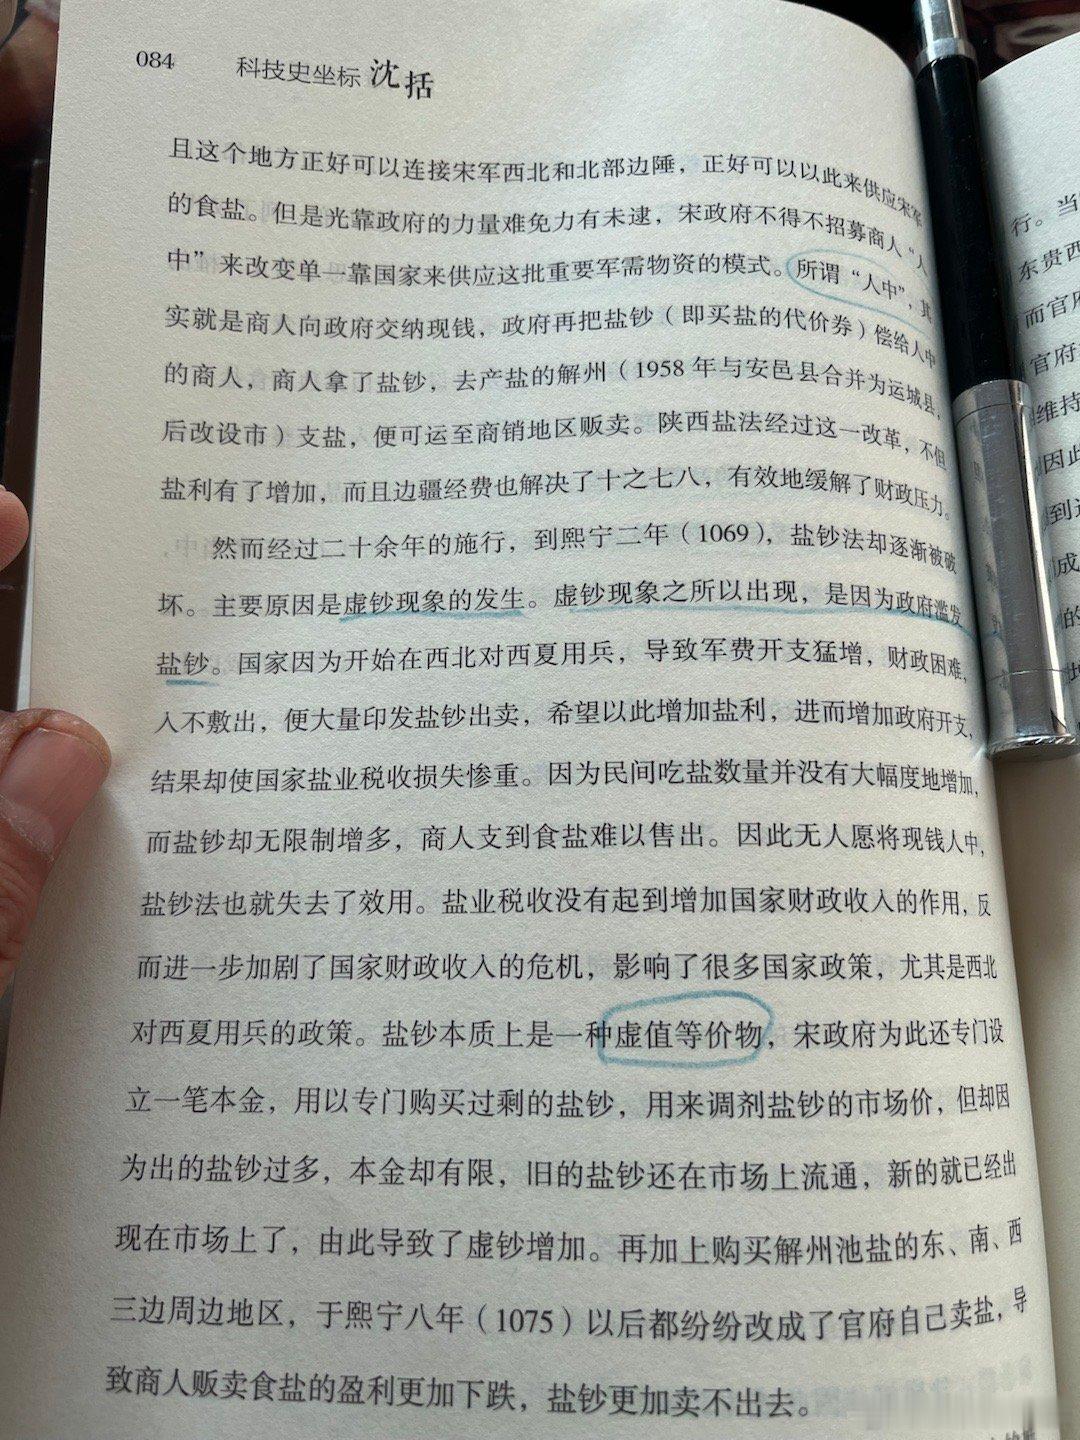 084 科技史坐标 沈括
且这个地方正好可以连接宋军西北和北部边陲，正好可以以此来供应宋军
的食盐。但是光靠政府的力量难免力有未逮，宋政府不得不招募商人“人
中”来改变单一靠国家来供应这批重要军需物资的模式。所谓“人中”，其
实就是商人向政府交纳现钱，政府再把盐钞（即买盐的代价券）偿给人中
的商人，商人拿了盐钞，去产盐的解州（1958 年与安邑县合并为运城县，
后改设市）支盐，便可运至商销地区贩卖。陕西盐法经过这一改革，不但
盐利有了增加，而且边疆经费也解决了十之七八，有效地缓解了财政压力。
然而经过二十余年的施行，到熙宁二年（1069），盐钞法却逐渐被破
坏。主要原因是虚钞现象的发生。虚钞现象之所以出现，是因为政府滥发
盐钞。国家因为开始在西北对西夏用兵，导致军费开支猛增，财政困难，
入不敷出，便大量印发盐钞出卖，希望以此增加盐利，进而增加政府开支，
结果却使国家盐业税收损失惨重。因为民间吃盐数量并没有大幅度地增加，
而盐钞却无限制增多，商人支到食盐难以售出。因此无人愿将现钱人中，
盐钞法也就失去了效用。盐业税收没有起到增加国家财政收入的作用，反
而进一步加剧了国家财政收入的危机，影响了很多国家政策，尤其是西北
对西夏用兵的政策。盐钞本质上是一种虚值等价物，宋政府为此还专门设
立一笔本金，用以专门购买过剩的盐钞，用来调剂盐钞的市场价，但却因
为出的盐钞过多，本金却有限，旧的盐钞还在市场上流通，新的就已经出
现在市场上了，由此导致了虚钞增加。再加上购买解州池盐的东、南、西
三边周边地区，于熙宁八年（1075）以后都纷纷改成了官府自己卖盐，导
致商人贩卖食盐的盈利更加下跌，盐钞更加卖不出去。
行。当
东贵西
而官府
官府
维持
因此
到
成
的